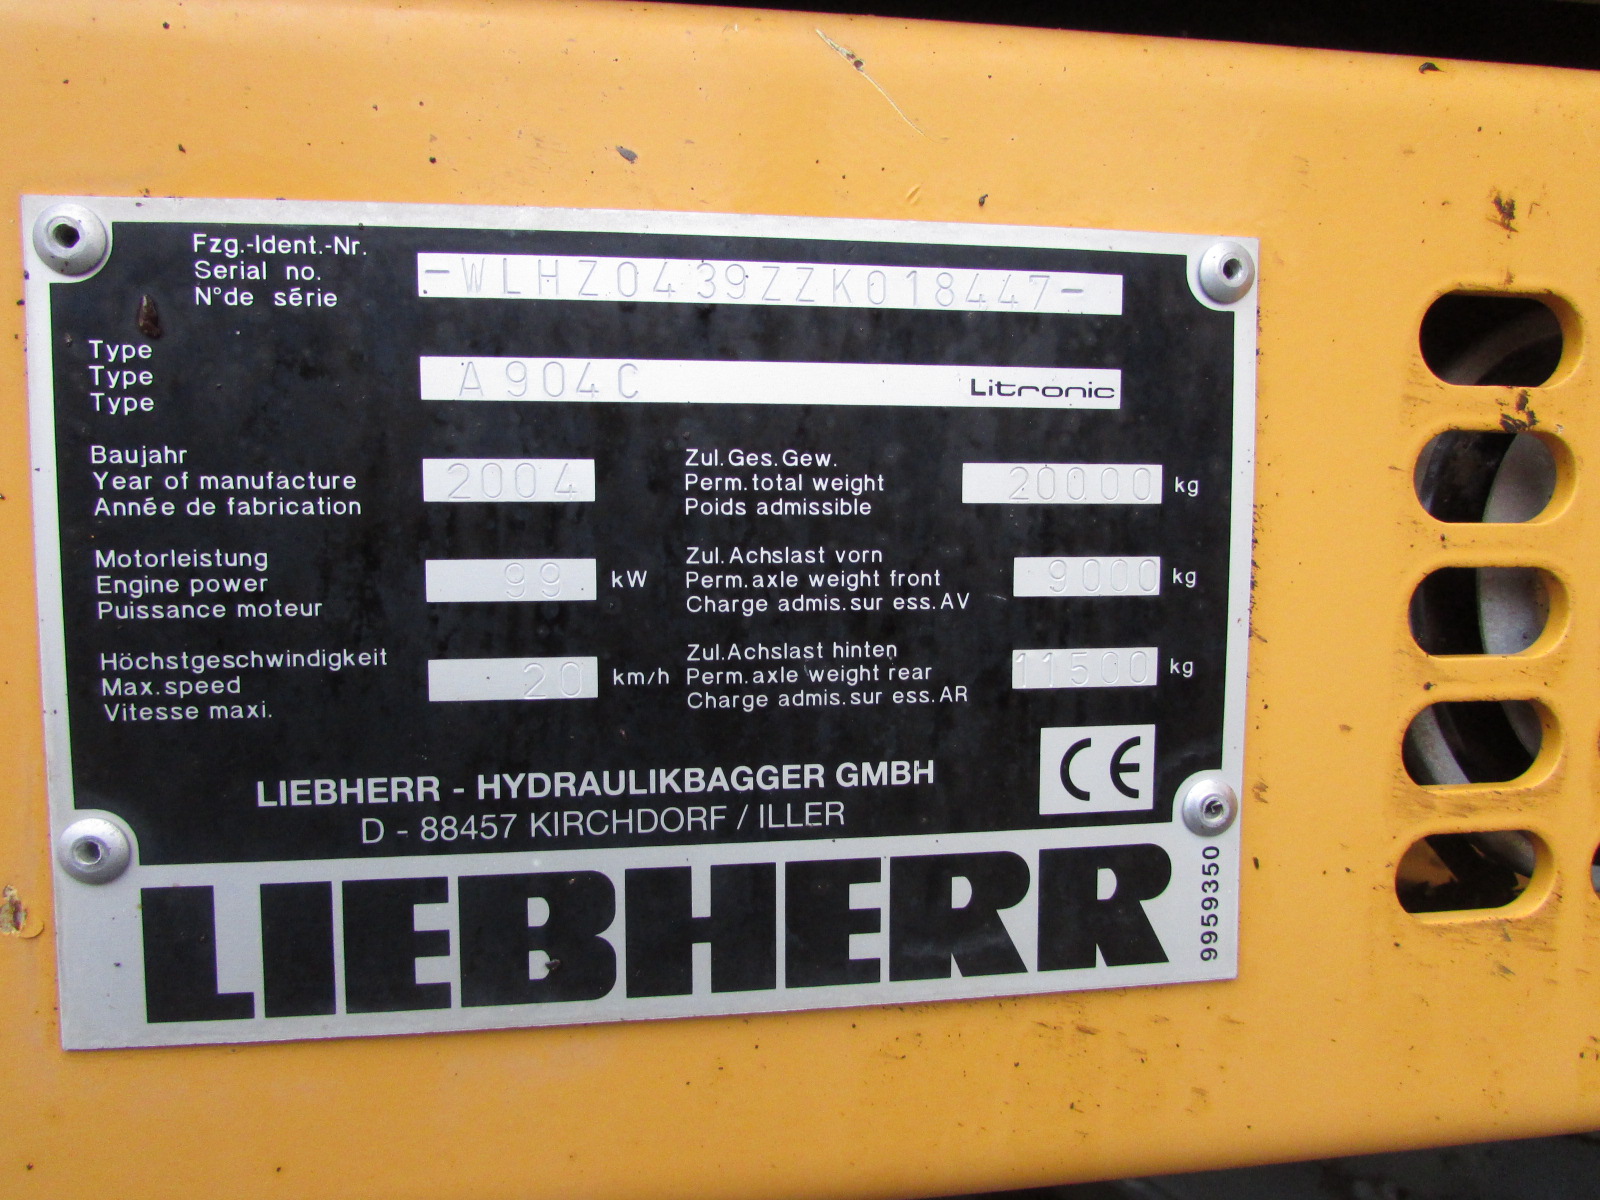 Fzg.-Ident.-Nr.
Serial no.
N°de série
-WLHZ0439ZZK018447-
Type
Type
Type
A904C Litronic
Baujahr
Year of manufacture
Année de fabrication
2004
Zul.Ges.Gew.
Perm.total weight
Poids admissible
20000 kg
Motorleistung
Engine power
Puissance moteur
99 kW
Zul.Achslast vorn
Perm.axle weight front
Charge admis.sur ess.AV
9000 kg
Höchstgeschwindigkeit
Max.speed
Vitesse maxi.
20 km/h
Zul.Achslast hinten
Perm.axle weight rear
Charge admis.sur ess.AR
11500 kg
CE
LIEBHERR - HYDRAULIKBAGGER GMBH
D - 88457 KIRCHDORF / ILLER
LIEBHERR
9959350